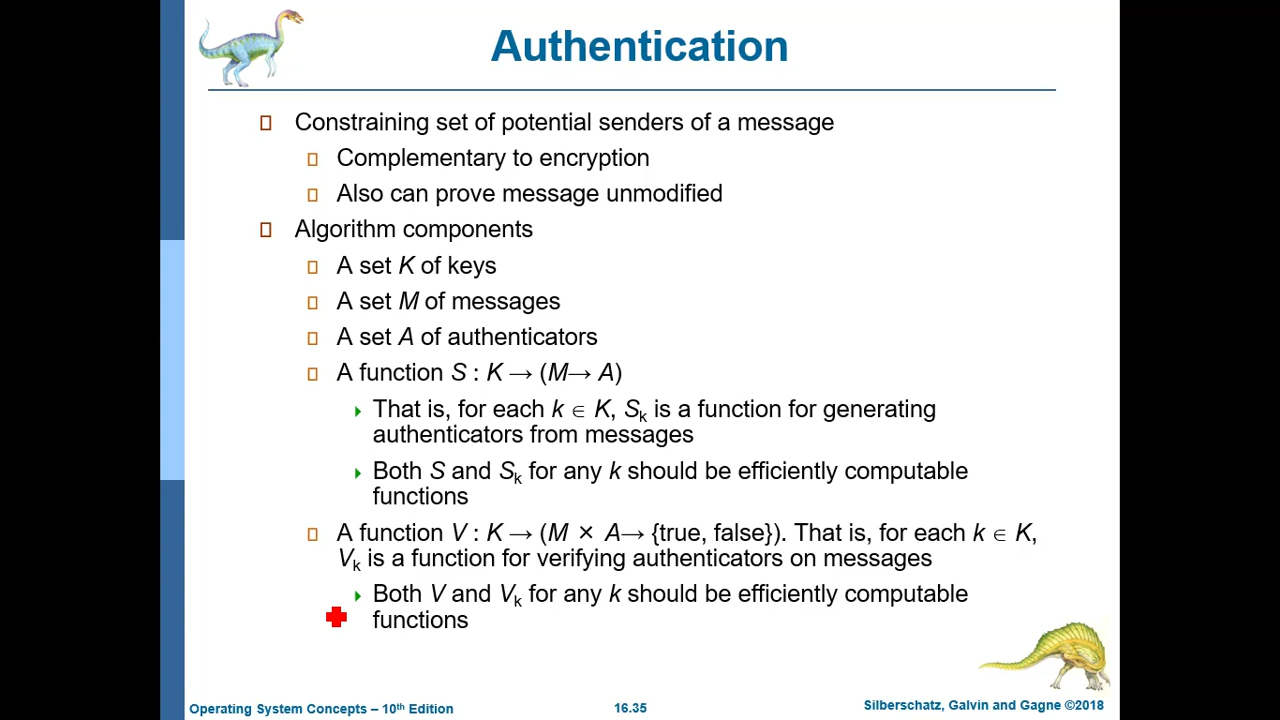 Authentication
Constraining set of potential senders of a message
Complementary to encryption
Also can prove message unmodified
Algorithm components
A set K of keys
A set M of messages
A set A of authenticators
A function S : K → (M→ A)
That is, for each k ∈ K, Sk is a function for generating
authenticators from messages
Both S and Sk for any k should be efficiently computable
functions
A function V : K → (M × A→ {true, false}). That is, for each k ∈ K,
Vk is a function for verifying authenticators on messages
Both V and Vk for any k should be efficiently computable
functions
Operating System Concepts – 10th Edition
16.35
Silberschatz, Galvin and Gagne ©2018